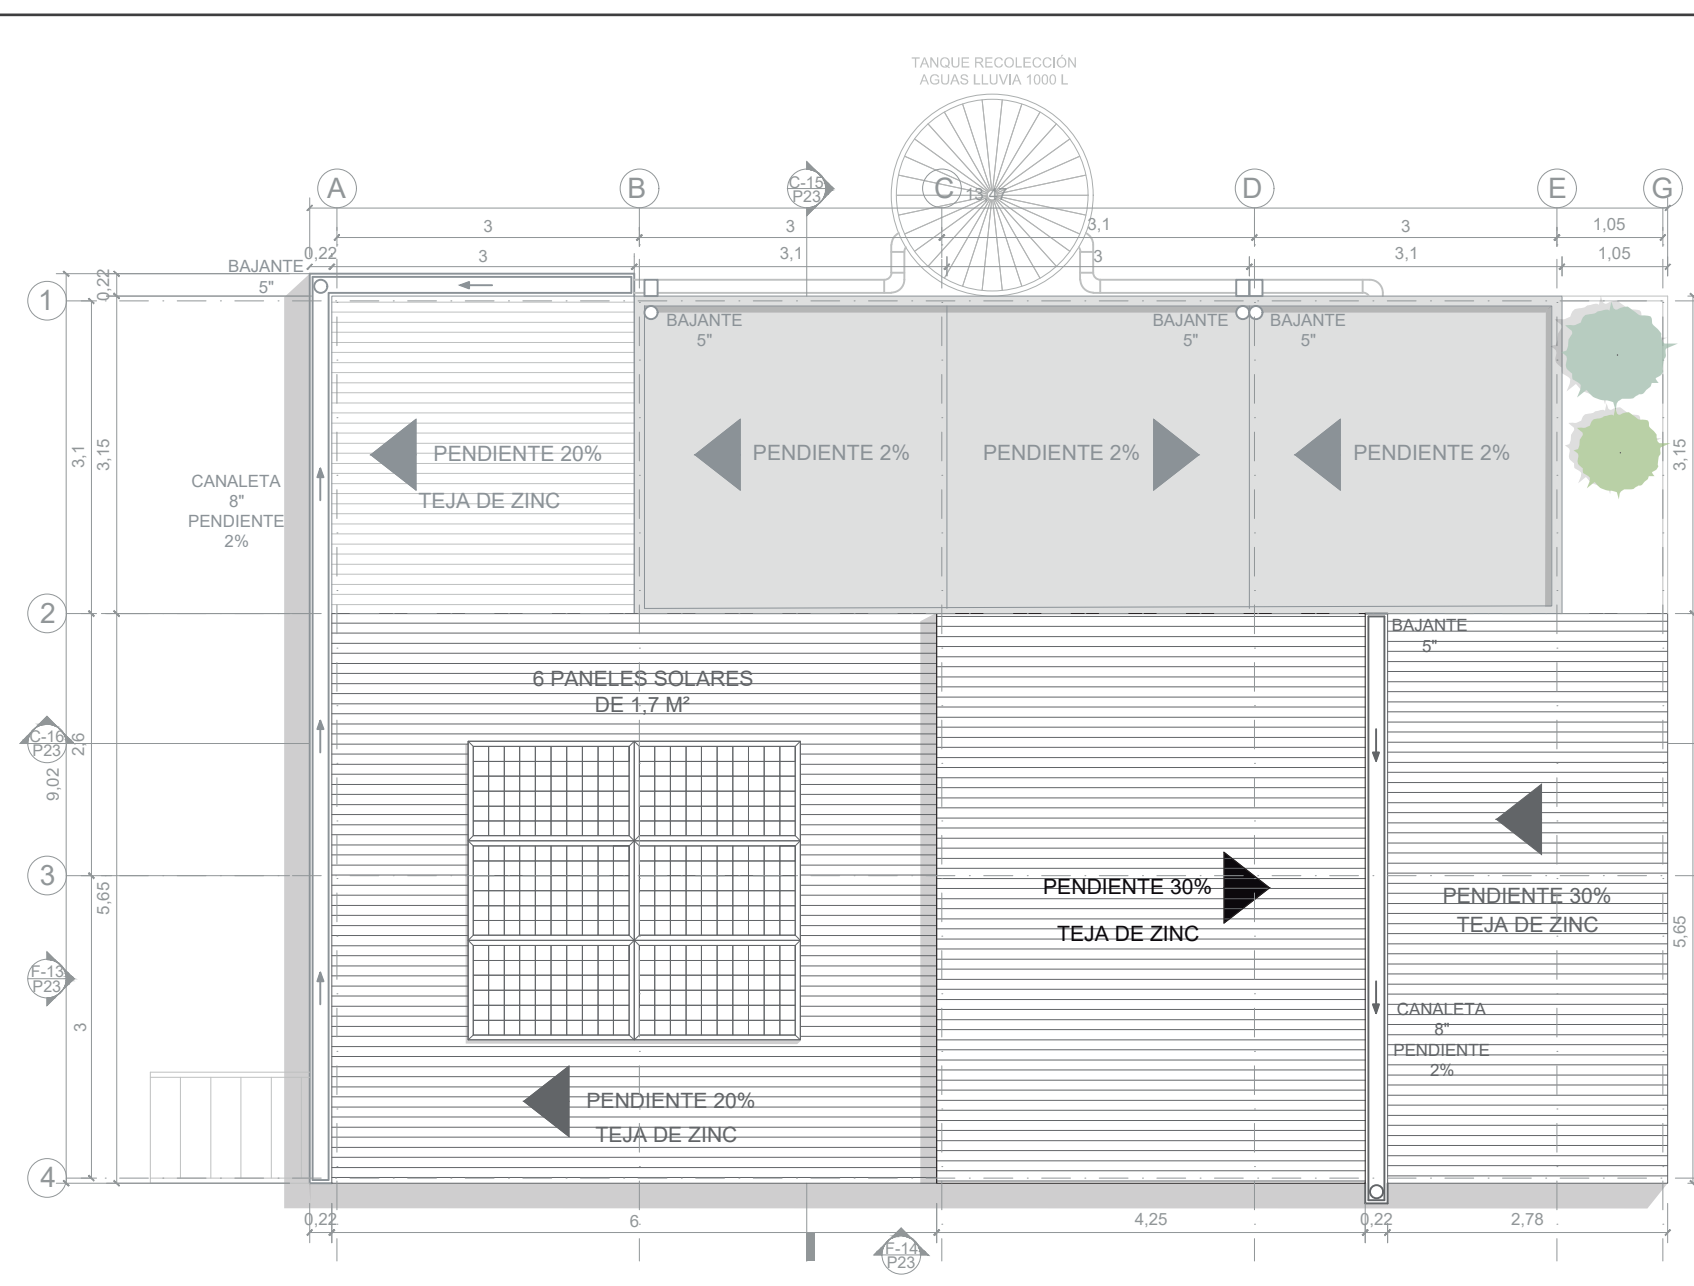 TANQUE RECOLECCIÓN
AGUAS LLUVIA 1000 L
A
B
C-15
P23
C
13,47
D
E
G
3
3
3,1
3
1,05
0,22
3
3,1
3
3,1
1,05
BAJANTE
5"
0,22
1
BAJANTE
5"
BAJANTE
5"
BAJANTE
5"
3,1
3,15
3,15
PENDIENTE 20%
TEJA DE ZINC
PENDIENTE 2%
PENDIENTE 2%
PENDIENTE 2%
CANALETA
8"
PENDIENTE
2%
2
BAJANTE
5"
6 PANELES SOLARES
DE 1,7 M²
C-16
P23
2,6
9,02
3
5,65
PENDIENTE 30%
TEJA DE ZINC
PENDIENTE 30%
TEJA DE ZINC
5,65
F-13
P23
3
CANALETA
8"
PENDIENTE
2%
PENDIENTE 20%
TEJA DE ZINC
4
0,22
6
4,25
0,22
2,78
F-14
P23